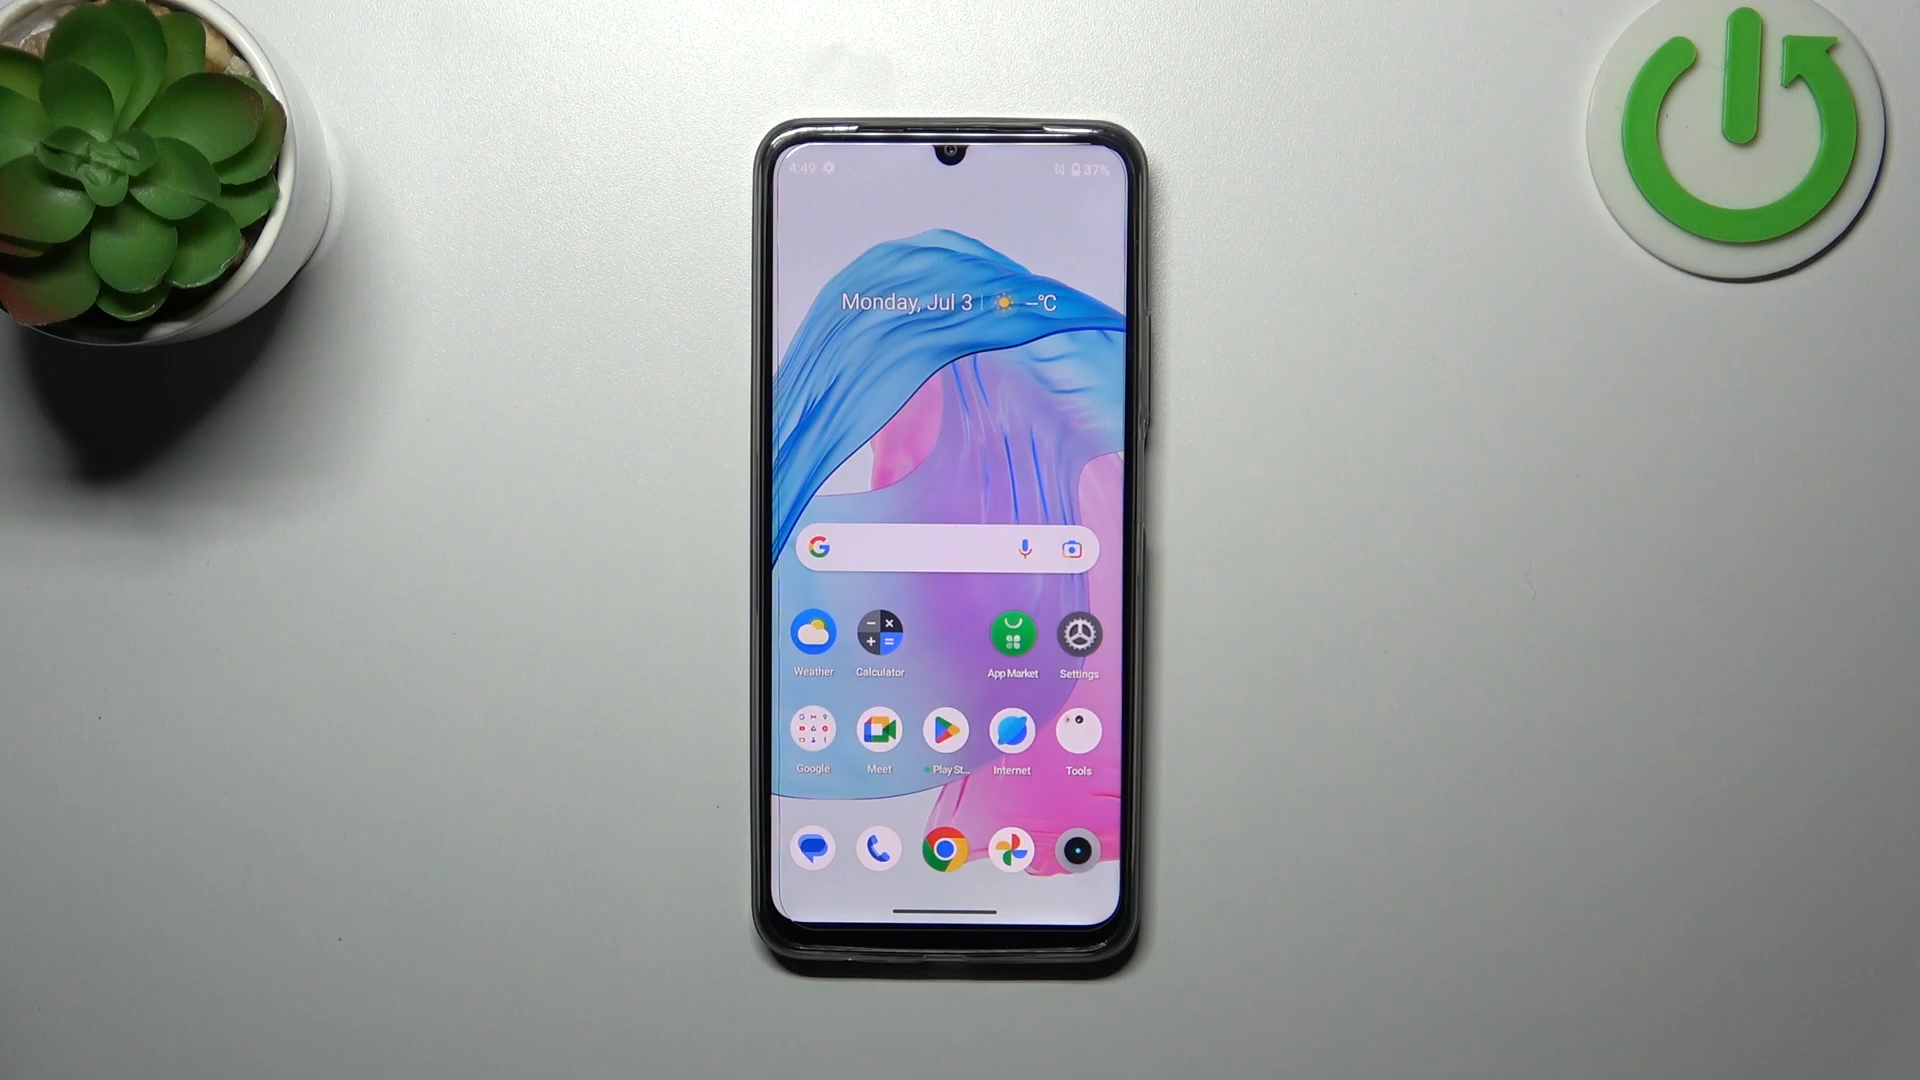 4:49
37%
Monday, Jul 3 | --°C
G
Weather Calculator App Market Settings
Google Meet Play St... Internet Tools